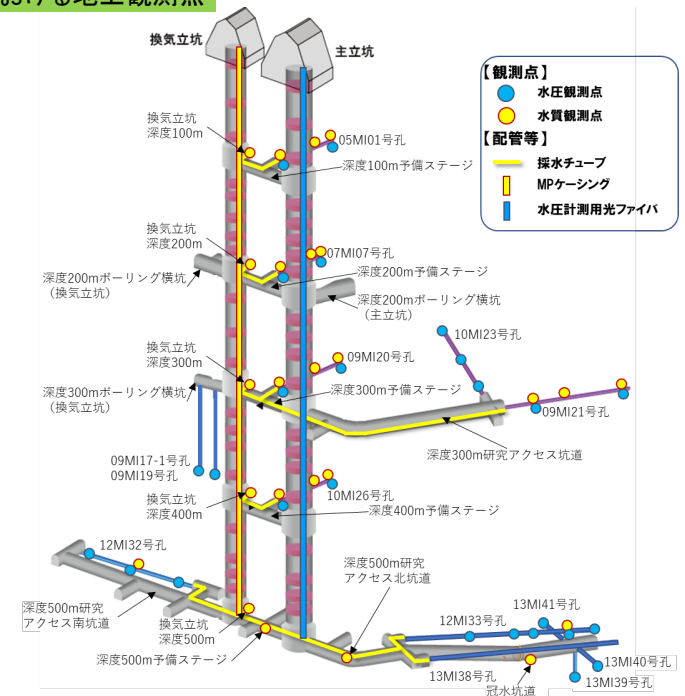 おける地上観測点
換気立坑
主立坑
【観測点】
水圧観測点
水質観測点
【配管等】
採水チューブ
MPケーシング
水圧計測用光ファイバ
換気立坑
深度100m
05MI01号孔
深度100m予備ステージ
換気立坑
深度200m
07MI07号孔
深度200m予備ステージ
深度200mボーリング横坑
（換気立坑）
深度200mボーリング横坑
（主立坑）
10MI23号孔
換気立坑
深度300m
09MI20号孔
深度300mボーリング横坑
（換気立坑）
深度300m予備ステージ
09MI21号孔
深度300m研究アクセス坑道
09MI17-1号孔
09MI19号孔
換気立坑
深度400m
10MI26号孔
深度400m予備ステージ
12MI32号孔
深度500m研究
アクセス北坑道
深度500m研究
アクセス南坑道
換気立坑
深度500m
深度500m予備ステージ
13MI41号孔
12MI33号孔
13MI38号孔
冠水坑道
13MI40号孔
13MI39号孔